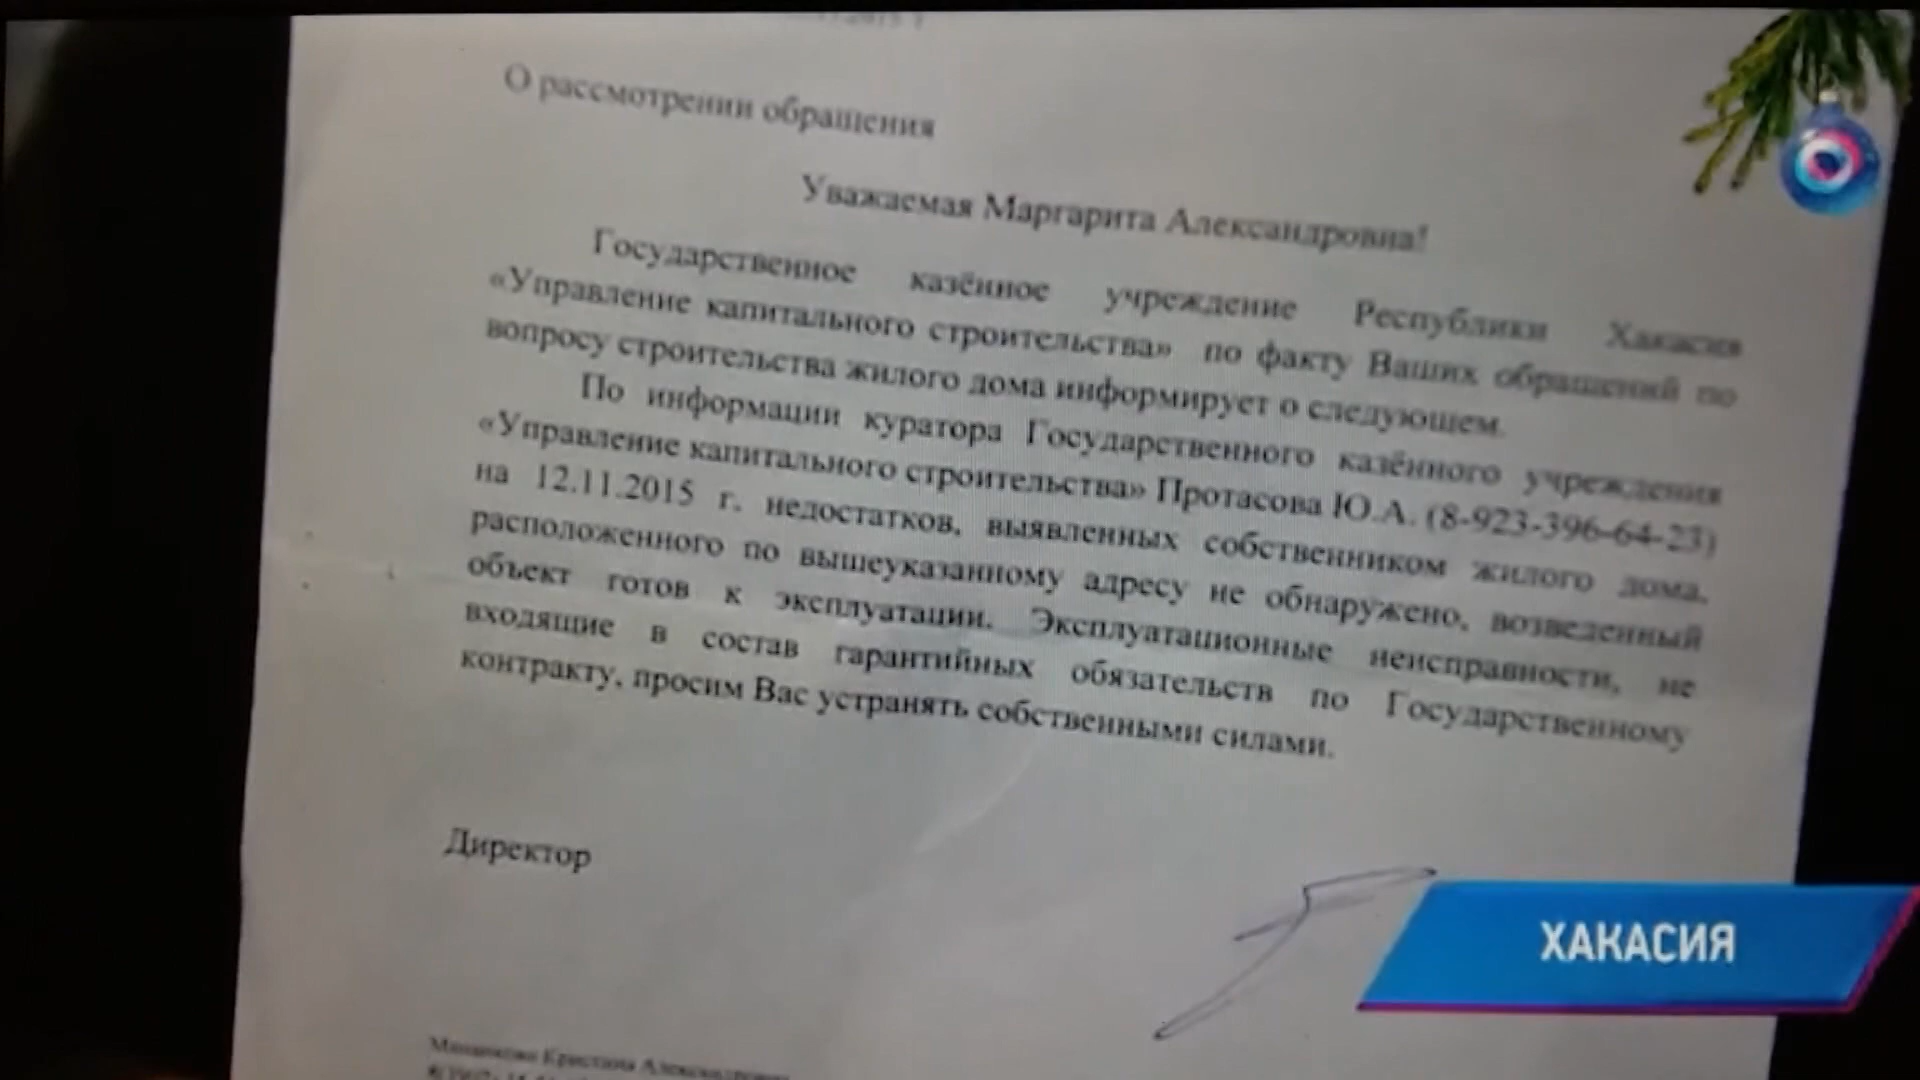 О рассмотрении обращения
Уважаемая Маргарита Александровна!
Государственное казённое учреждение Республики Хакасия
«Управление капитального строительства» по факту Ваших обращений по
вопросу строительства жилого дома информирует о следующем.
По информации куратора Государственного казённого учреждения
«Управление капитального строительства» Протасова Ю.А. (8-923-396-64-23)
на 12.11.2015 г. недостатков, выявленных собственником жилого дома,
расположенного по вышеуказанному адресу не обнаружено, возведенный
объект готов к эксплуатации. Эксплуатационные неисправности, не
входящие в состав гарантийных обязательств по Государственному
контракту, просим Вас устранять собственными силами.
Директор
ХАКАСИЯ
Кристина Александровна